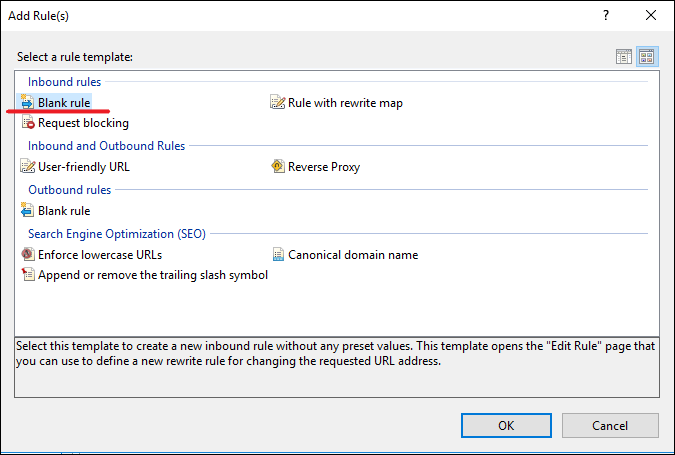 Add Rule(s)
?
Select a rule template:
Inbound rules
Blank rule
Rule with rewrite map
Request blocking
Inbound and Outbound Rules
User-friendly URL
Reverse Proxy
Outbound rules
Blank rule
Search Engine Optimization (SEO)
Enforce lowercase URLs
Canonical domain name
Append or remove the trailing slash symbol
Select this template to create a new inbound rule without any preset values. This template opens the "Edit Rule" page that
you can use to define a new rewrite rule for changing the requested URL address.
OK
Cancel